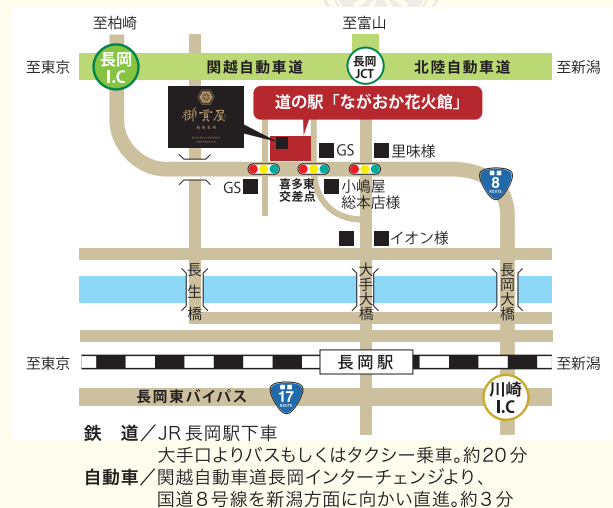 至柏崎
至富山
至東京
長岡
I.C
関越自動車道
長岡
JCT
北陸自動車道
至新潟
御貫屋
道の駅「ながおか花火館」
GS
里味様
GS
喜多東
交差点
小嶋屋
総本店様
国道
8
ROUTE
イオン様
長生橋
大手大橋
長岡大橋
至東京
長岡駅
至新潟
長岡東バイパス
国道
17
ROUTE
川崎
I.C
鉄 道／JR長岡駅下車
大手口よりバスもしくはタクシー乗車。約20分
自動車／関越自動車道長岡インターチェンジより、
国道8号線を新潟方面に向かい直進。約3分